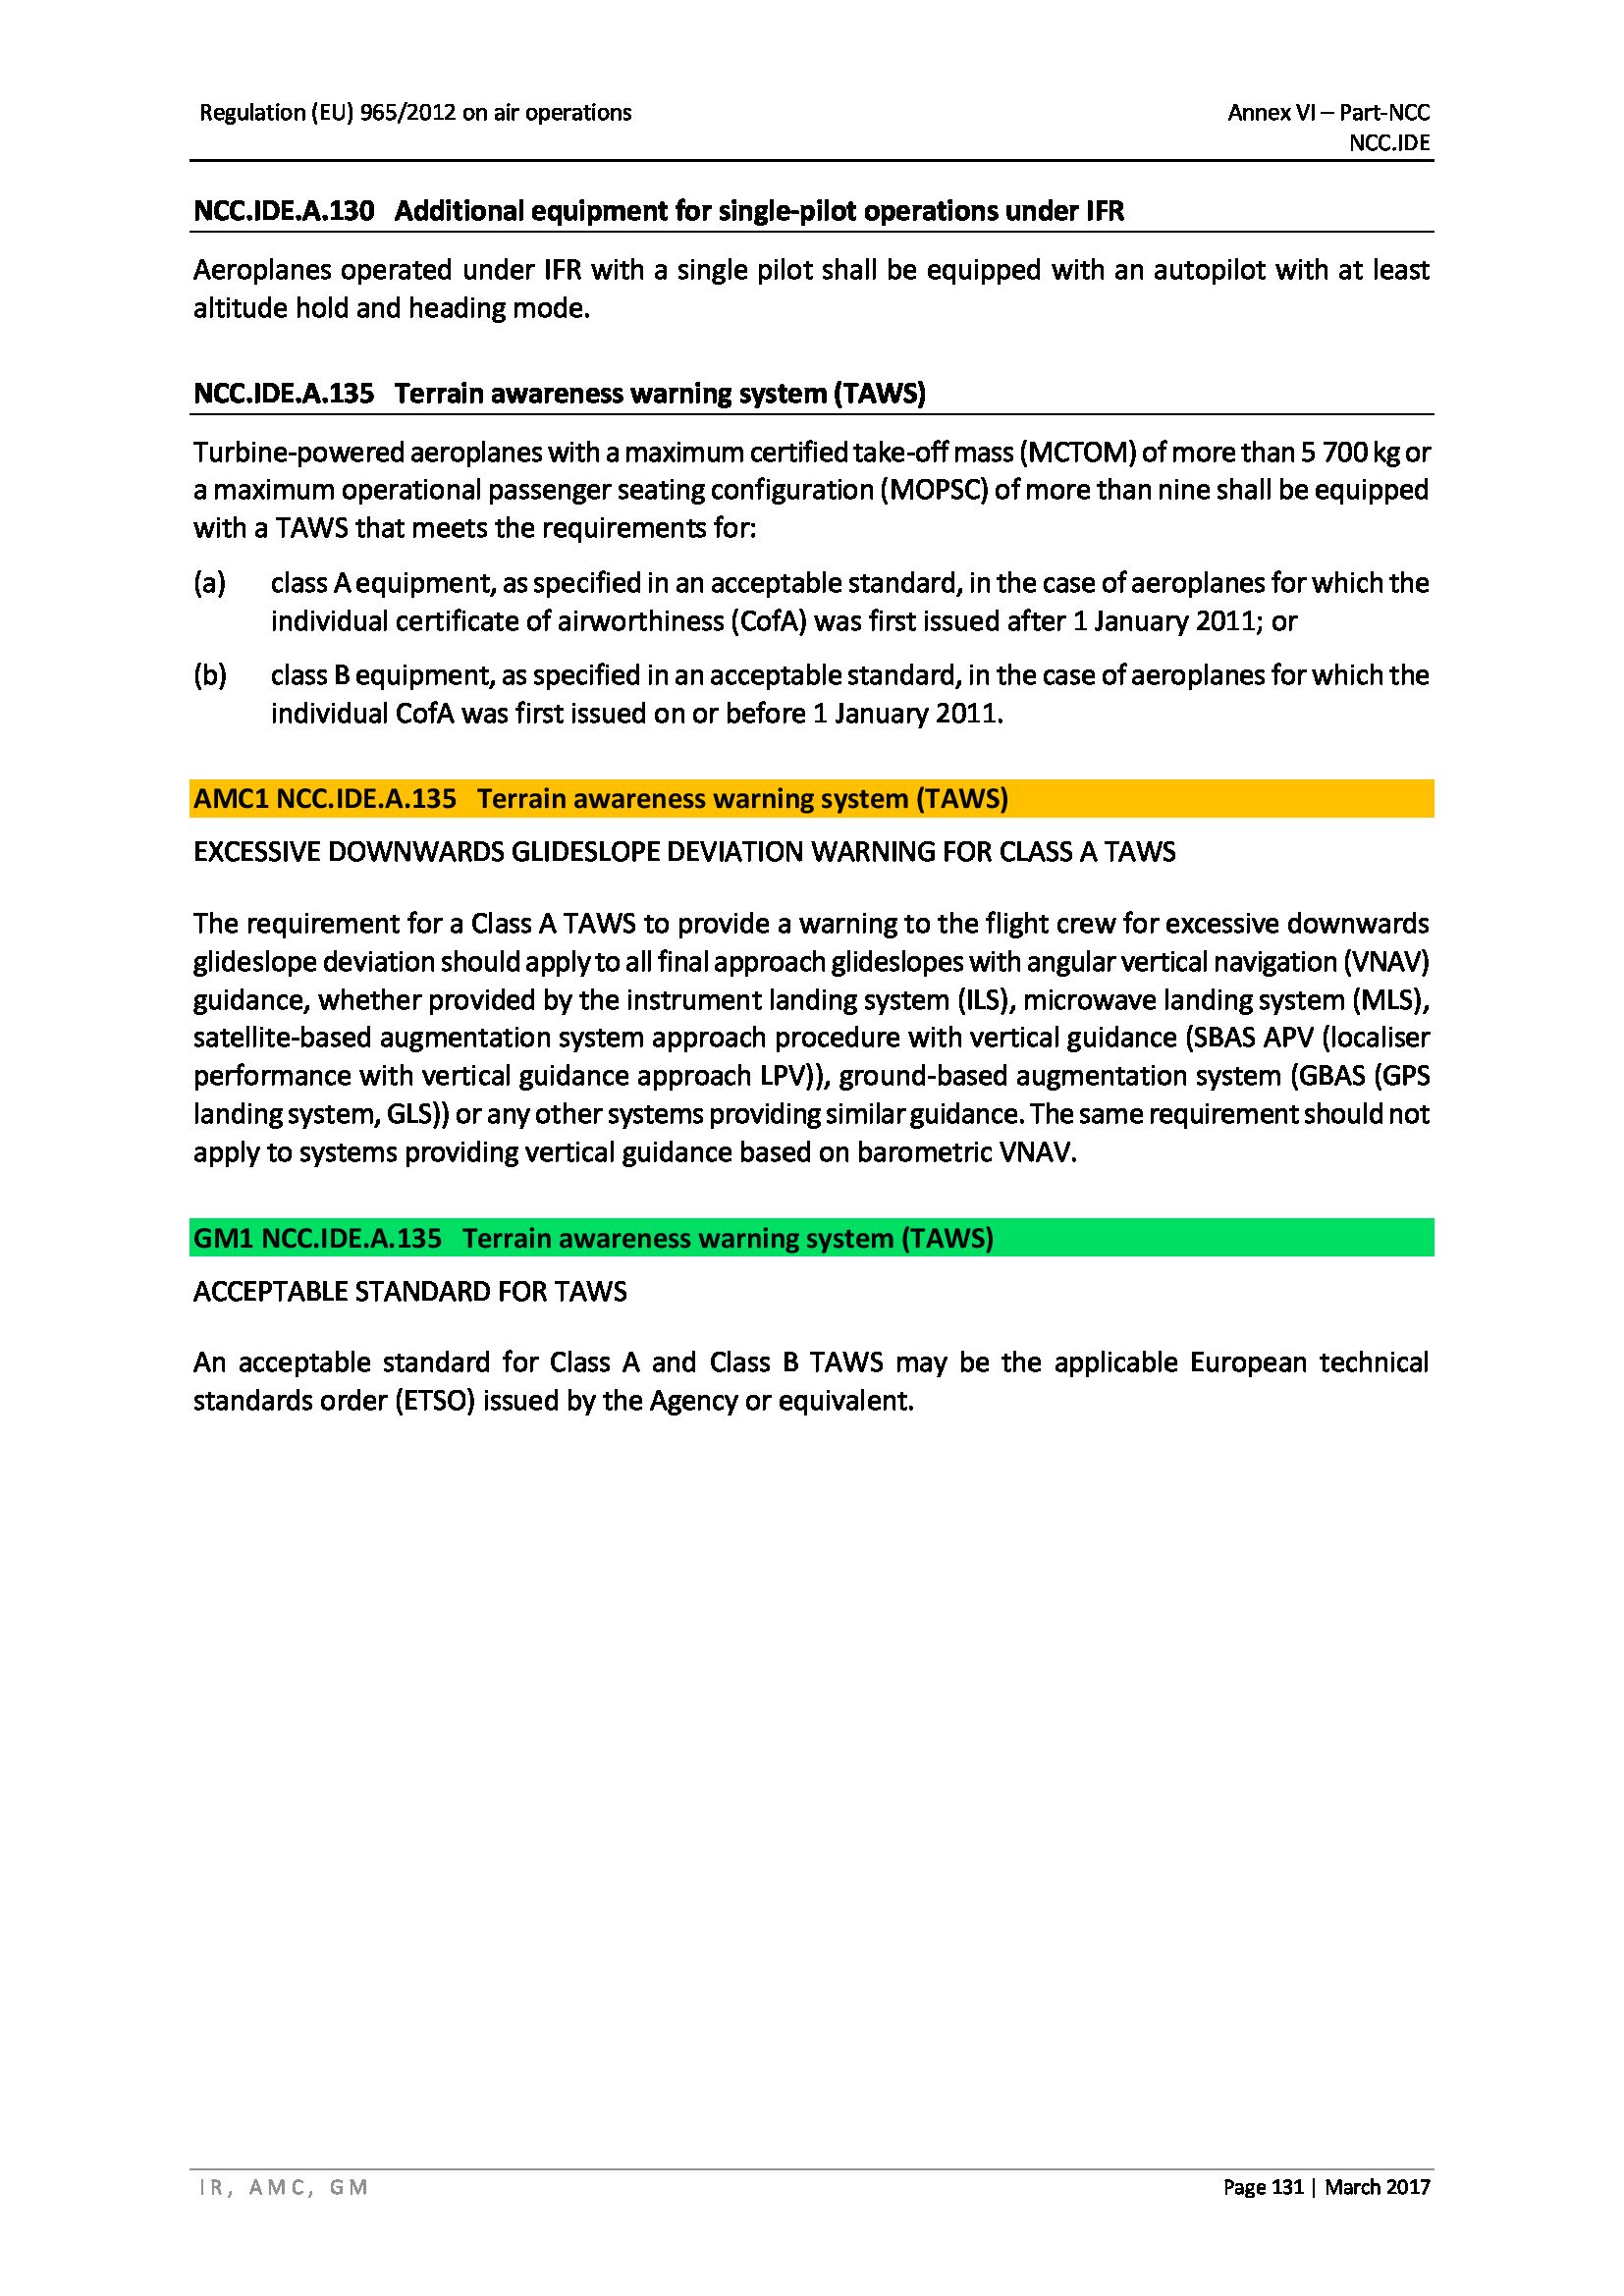 Regulation (EU) 965/2012 on air operations
Annex VI – Part-NCC
NCC.IDE
NCC.IDE.A.130 Additional equipment for single-pilot operations under IFR
Aeroplanes operated under IFR with a single pilot shall be equipped with an autopilot with at least
altitude hold and heading mode.
NCC.IDE.A.135 Terrain awareness warning system (TAWS)
Turbine-powered aeroplanes with a maximum certified take-off mass (MCTOM) of more than 5 700 kg or
a maximum operational passenger seating configuration (MOPSC) of more than nine shall be equipped
with a TAWS that meets the requirements for:
(a) class A equipment, as specified in an acceptable standard, in the case of aeroplanes for which the
individual certificate of airworthiness (CofA) was first issued after 1 January 2011; or
(b) class B equipment, as specified in an acceptable standard, in the case of aeroplanes for which the
individual CofA was first issued on or before 1 January 2011.
AMC1 NCC.IDE.A.135 Terrain awareness warning system (TAWS)
EXCESSIVE DOWNWARDS GLIDESLOPE DEVIATION WARNING FOR CLASS A TAWS
The requirement for a Class A TAWS to provide a warning to the flight crew for excessive downwards
glideslope deviation should apply to all final approach glideslopes with angular vertical navigation (VNAV)
guidance, whether provided by the instrument landing system (ILS), microwave landing system (MLS),
satellite-based augmentation system approach procedure with vertical guidance (SBAS APV (localiser
performance with vertical guidance approach LPV)), ground-based augmentation system (GBAS (GPS
landing system, GLS)) or any other systems providing similar guidance. The same requirement should not
apply to systems providing vertical guidance based on barometric VNAV.
GM1 NCC.IDE.A.135 Terrain awareness warning system (TAWS)
ACCEPTABLE STANDARD FOR TAWS
An acceptable standard for Class A and Class B TAWS may be the applicable European technical
standards order (ETSO) issued by the Agency or equivalent.
IR, AMC, GM
Page 131 | March 2017